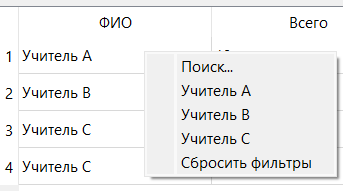 ФИО Всего
1 Учитель A
2 Учитель B
3 Учитель C
4 Учитель C
Поиск...
Учитель A
Учитель B
Учитель C
Сбросить фильтры